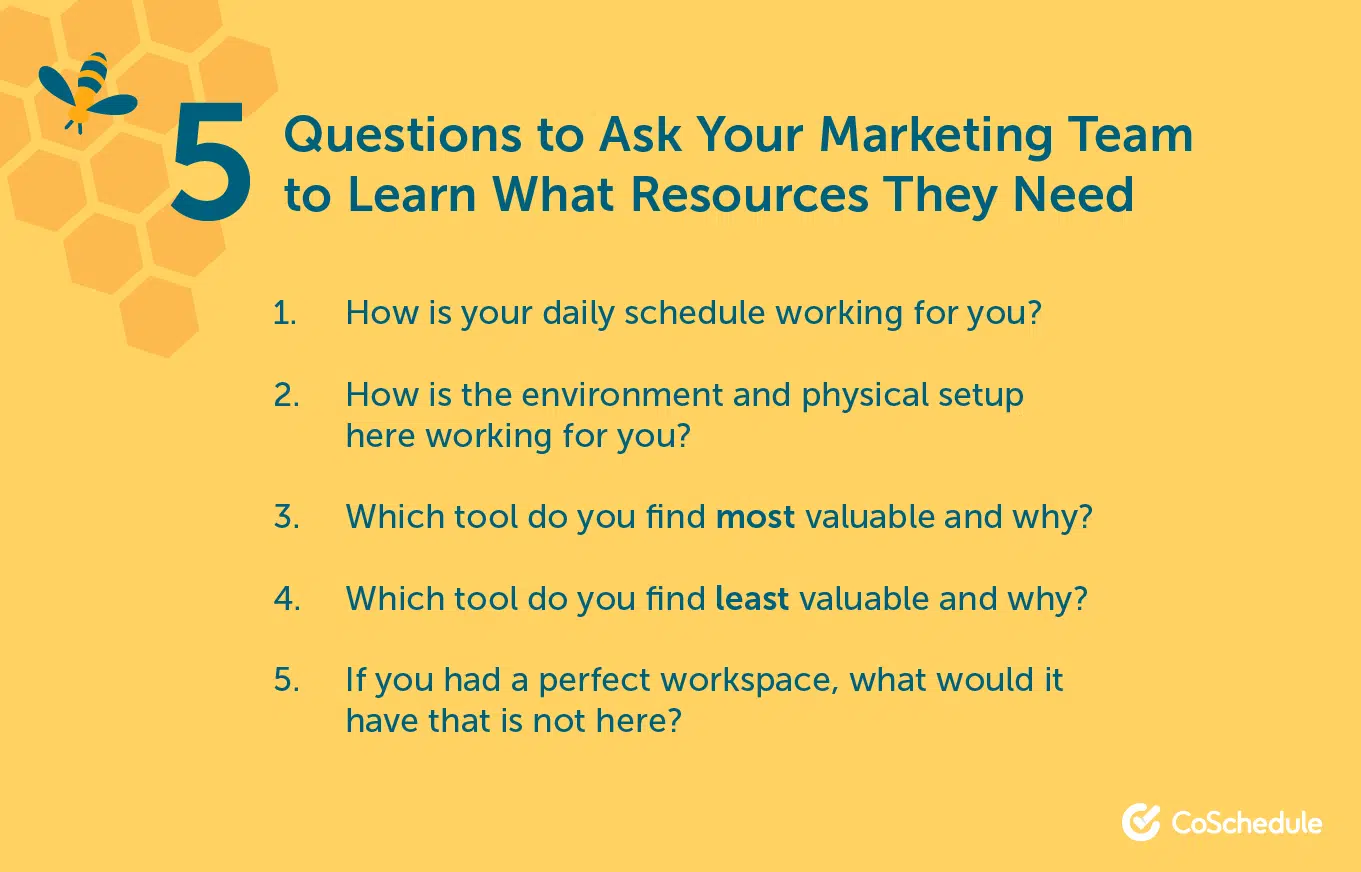 5 Questions to Ask Your Marketing Team
to Learn What Resources They Need
1. How is your daily schedule working for you?
2. How is the environment and physical setup
here working for you?
3. Which tool do you find most valuable and why?
4. Which tool do you find least valuable and why?
5. If you had a perfect workspace, what would it
have that is not here?
CoSchedule